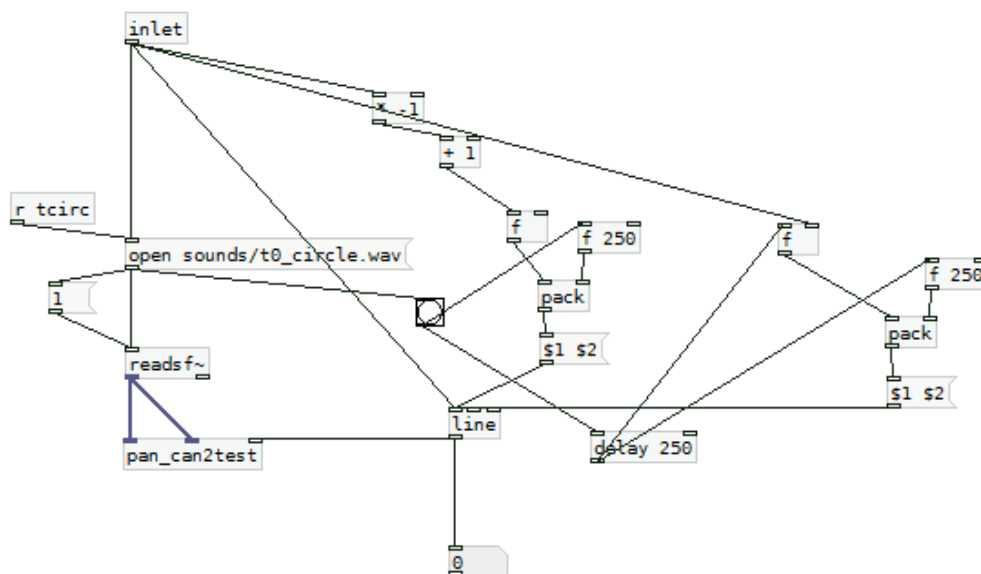 inlet
* -1
+ 1
r tcirc
f
f 250
f
open sounds/t0_circle.wav
f 250
1
pack
pack
$1 $2
readsf~
$1 $2
line
pan_can2test
delay 250
0